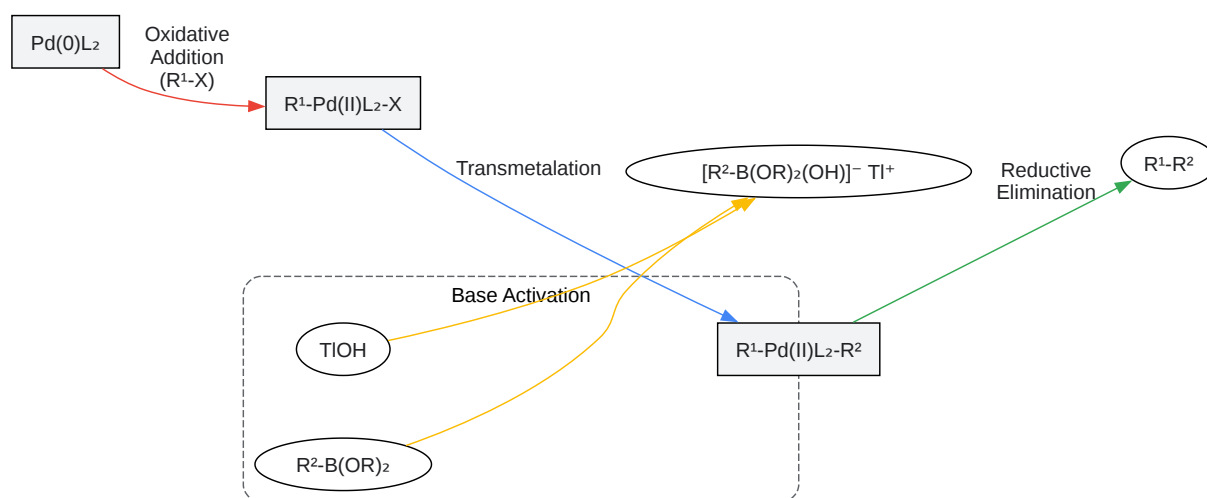 Pd(0)L₂
Oxidative
Addition
(R¹-X)
R¹-Pd(II)L₂-X
Transmetalation
[R²-B(OR)₂(OH)]⁻ Tl⁺
Reductive
Elimination
R¹-R²
Base Activation
TlOH
R¹-Pd(II)L₂-R²
R²-B(OR)₂